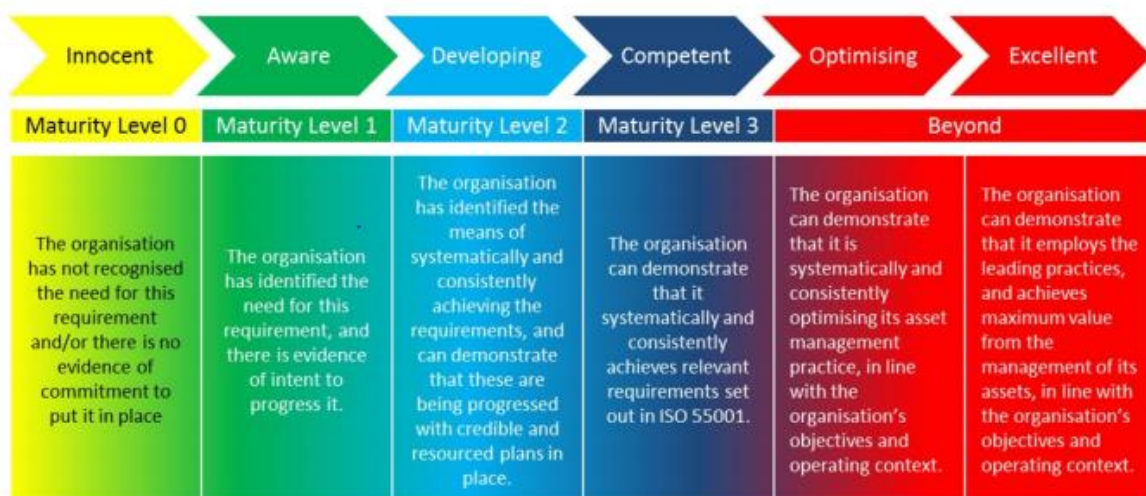 Innocent
Aware
Developing
Competent
Optimising
Excellent
Maturity Level 0
Maturity Level 1
Maturity Level 2
Maturity Level 3
Beyond
The organisation
has not recognised
the need for this
requirement
and/or there is no
evidence of
commitment to
put it in place
The organisation
has identified the
need for this
requirement, and
there is evidence
of intent to
progress it.
The organisation
has identified the
means of
systematically and
consistently
achieving the
requirements, and
can demonstrate
that these are
being progressed
with credible and
resourced plans in
place.
The organisation
can demonstrate
that it
systematically and
consistently
achieves relevant
requirements set
out in ISO 55001.
The organisation
can demonstrate
that it is
systematically and
consistently
optimising its asset
management
practice, in line
with the
organisation's
objectives and
operating context.
The organisation
can demonstrate
that it employs the
leading practices,
and achieves
maximum value
from the
management of its
assets, in line with
the organisation's
objectives and
operating context.